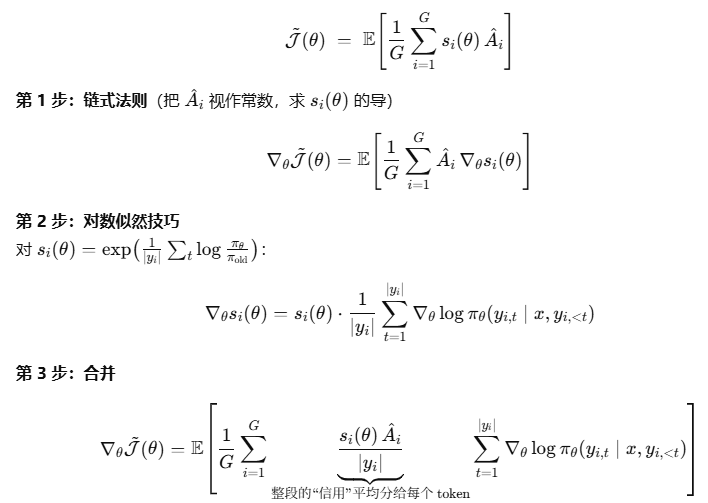 $$\tilde{\mathcal{J}}(\theta) \;=\; \mathbb{E}\left[\frac{1}{G}\sum_{i=1}^{G} s_i(\theta)\,\hat{A}_i\right]$$
第 1 步：链式法则（把 $\hat{A}_i$ 视作常数，求 $s_i(\theta)$ 的导）
$$\nabla_\theta \tilde{\mathcal{J}}(\theta) = \mathbb{E}\left[\frac{1}{G}\sum_{i=1}^{G} \hat{A}_i\,\nabla_\theta s_i(\theta)\right]$$
第 2 步：对数似然技巧
对 $s_i(\theta) = \exp\left(\frac{1}{|y_i|}\sum_t \log \frac{\pi_\theta}{\pi_{\text{old}}}\right)$：
$$\nabla_\theta s_i(\theta) = s_i(\theta) \cdot \frac{1}{|y_i|}\sum_{t=1}^{|y_i|} \nabla_\theta \log \pi_\theta(y_{i,t} \mid x, y_{i,<t})$$
第 3 步：合并
$$\nabla_\theta \tilde{\mathcal{J}}(\theta) = \mathbb{E}\left[\frac{1}{G}\sum_{i=1}^{G} \underbrace{\frac{s_i(\theta)\,\hat{A}_i}{|y_i|}}_{\text{整段的“信用”平均分给每个 token}} \sum_{t=1}^{|y_i|} \nabla_\theta \log \pi_\theta(y_{i,t} \mid x, y_{i,<t})\right]$$